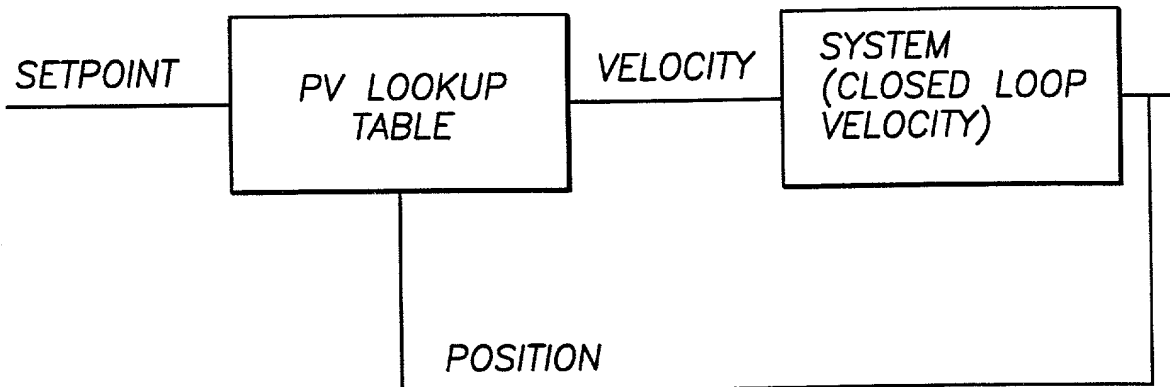 SETPOINT
PV LOOKUP
TABLE
VELOCITY
SYSTEM
(CLOSED LOOP
VELOCITY)
POSITION